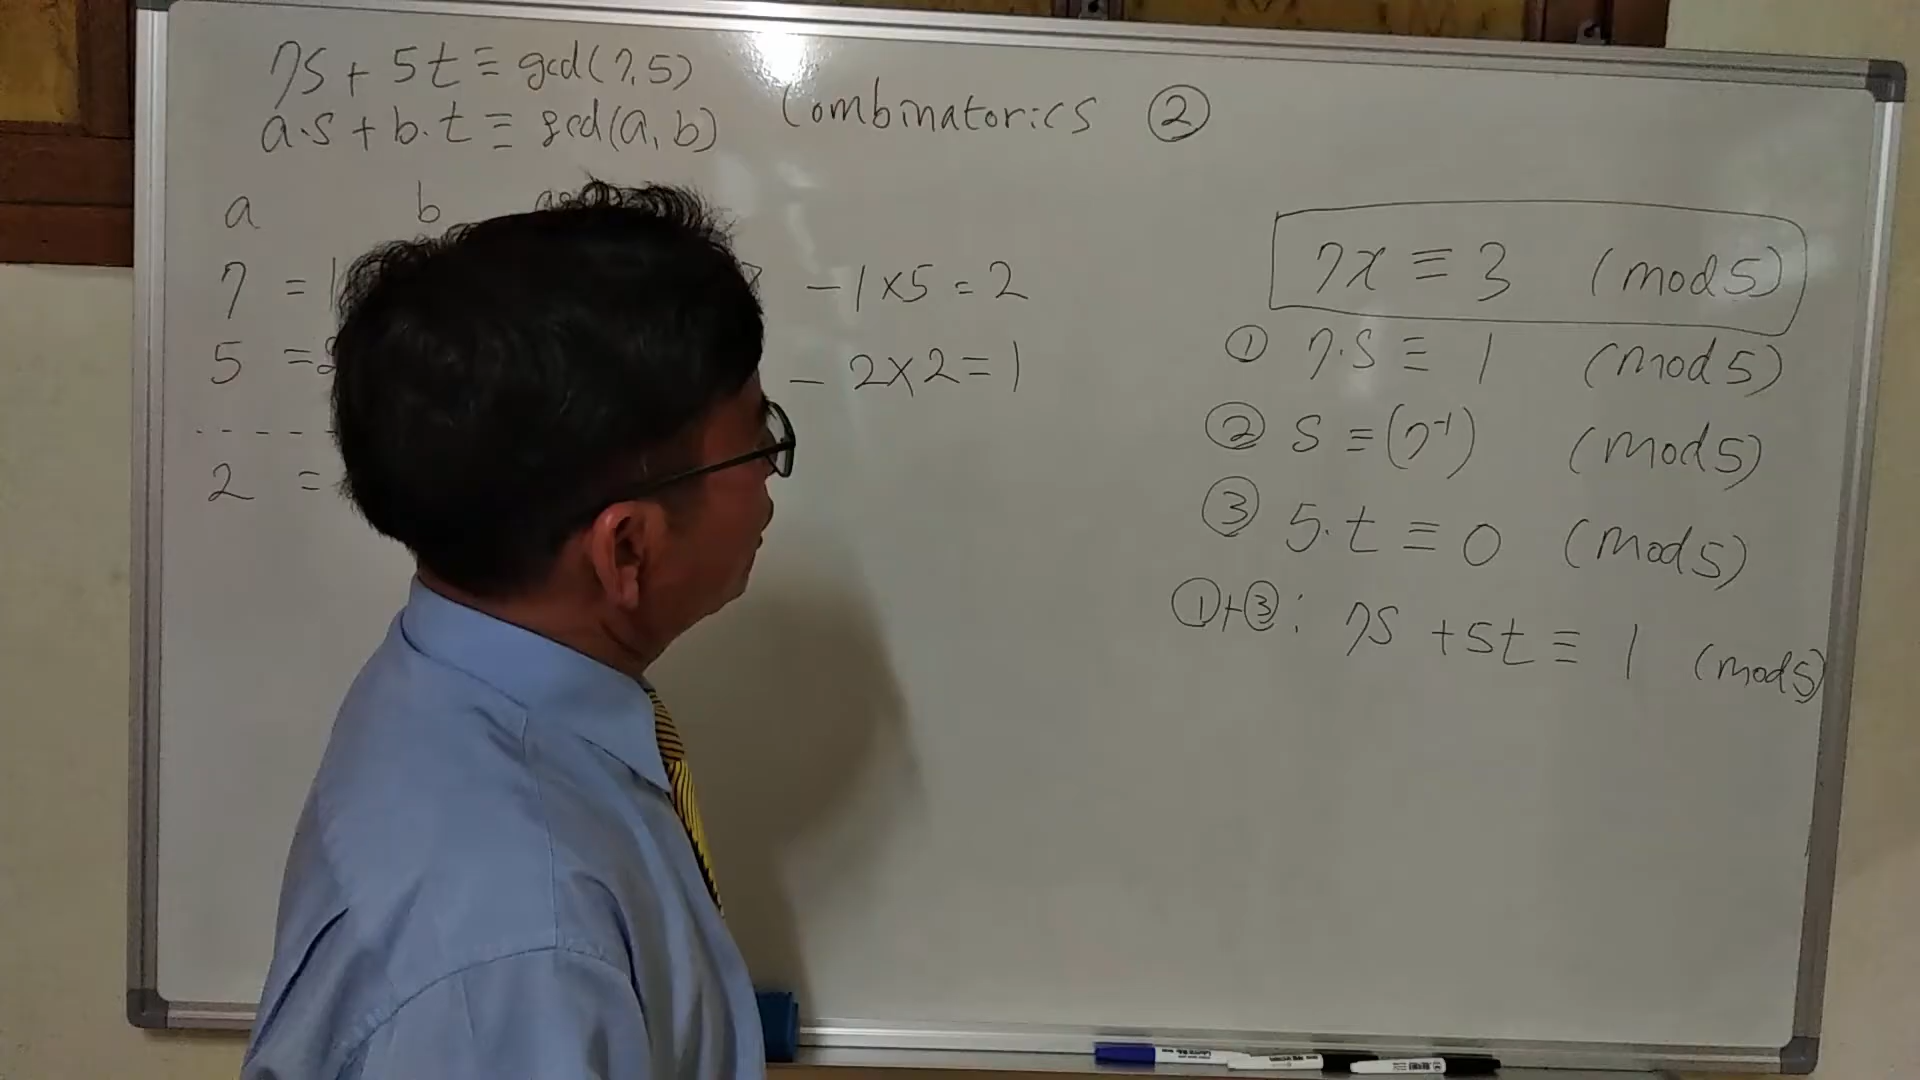 7s + 5t ≡ gcd(7,5)
a·s + b·t ≡ gcd(a, b)
Combinatorics ②
a b
7 = 1 - 1 × 5 = 2
5 = 2 - 2 × 2 = 1
2 =
7x ≡ 3 (mod 5)
① 7·s ≡ 1 (mod 5)
② s ≡ (7⁻¹) (mod 5)
③ 5·t ≡ 0 (mod 5)
①+③: 7s + 5t ≡ 1 (mod 5)